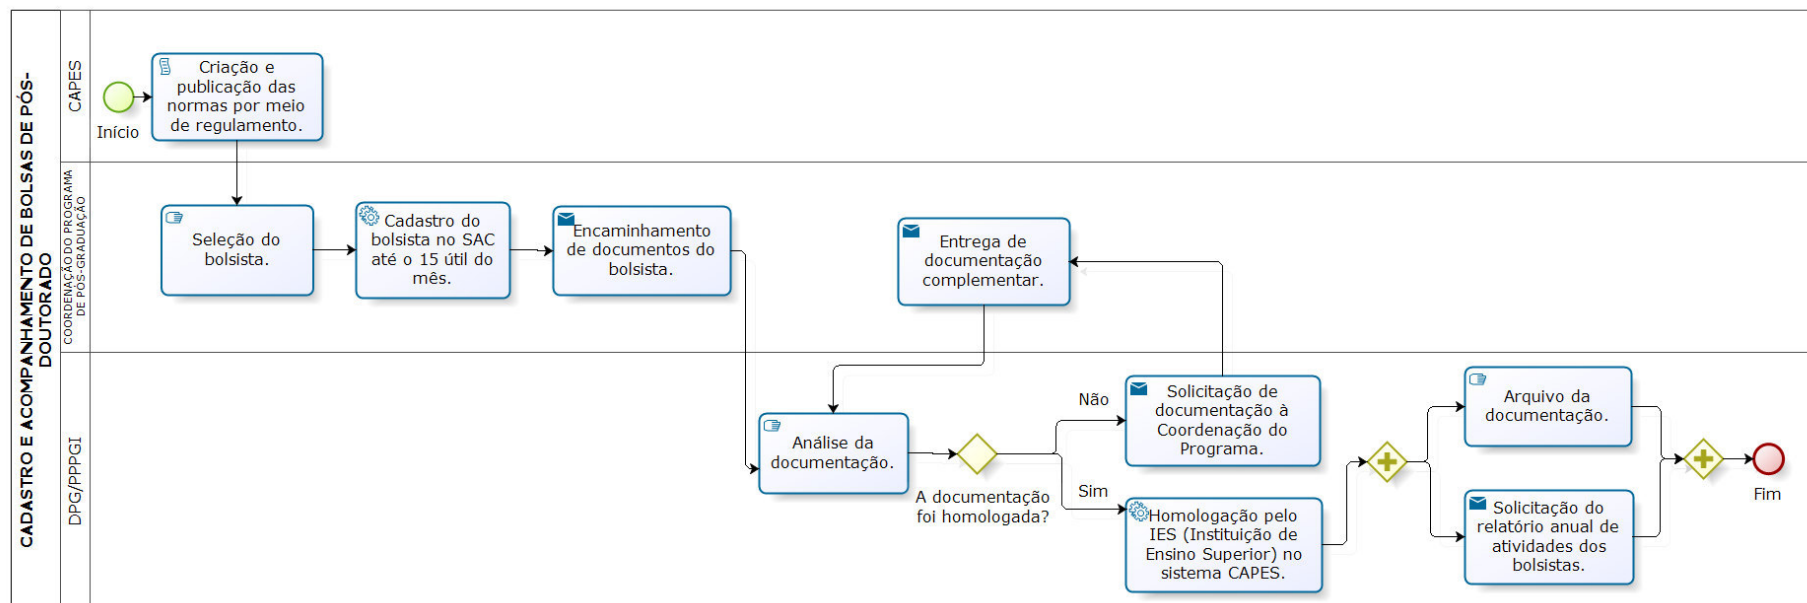 CADASTRO E ACOMPANHAMENTO DE BOLSAS DE PÓS-
DOUTORADO
CAPES
Início
Criação e
publicação das
normas por meio
de regulamento.
COORDENAÇÃO DO PROGRAMA
DE PÓS-GRADUAÇÃO
Seleção do
bolsista.
Cadastro do
bolsista no SAC
até o 15 útil do
mês.
Encaminhamento
de documentos do
bolsista.
Entrega de
documentação
complementar.
DPG/PPPGI
Análise da
documentação.
A documentação
foi homologada?
Não
Solicitação de
documentação à
Coordenação do
Programa.
Sim
Homologação pelo
IES (Instituição de
Ensino Superior) no
sistema CAPES.
Arquivo da
documentação.
Solicitação do
relatório anual de
atividades dos
bolsistas.
Fim